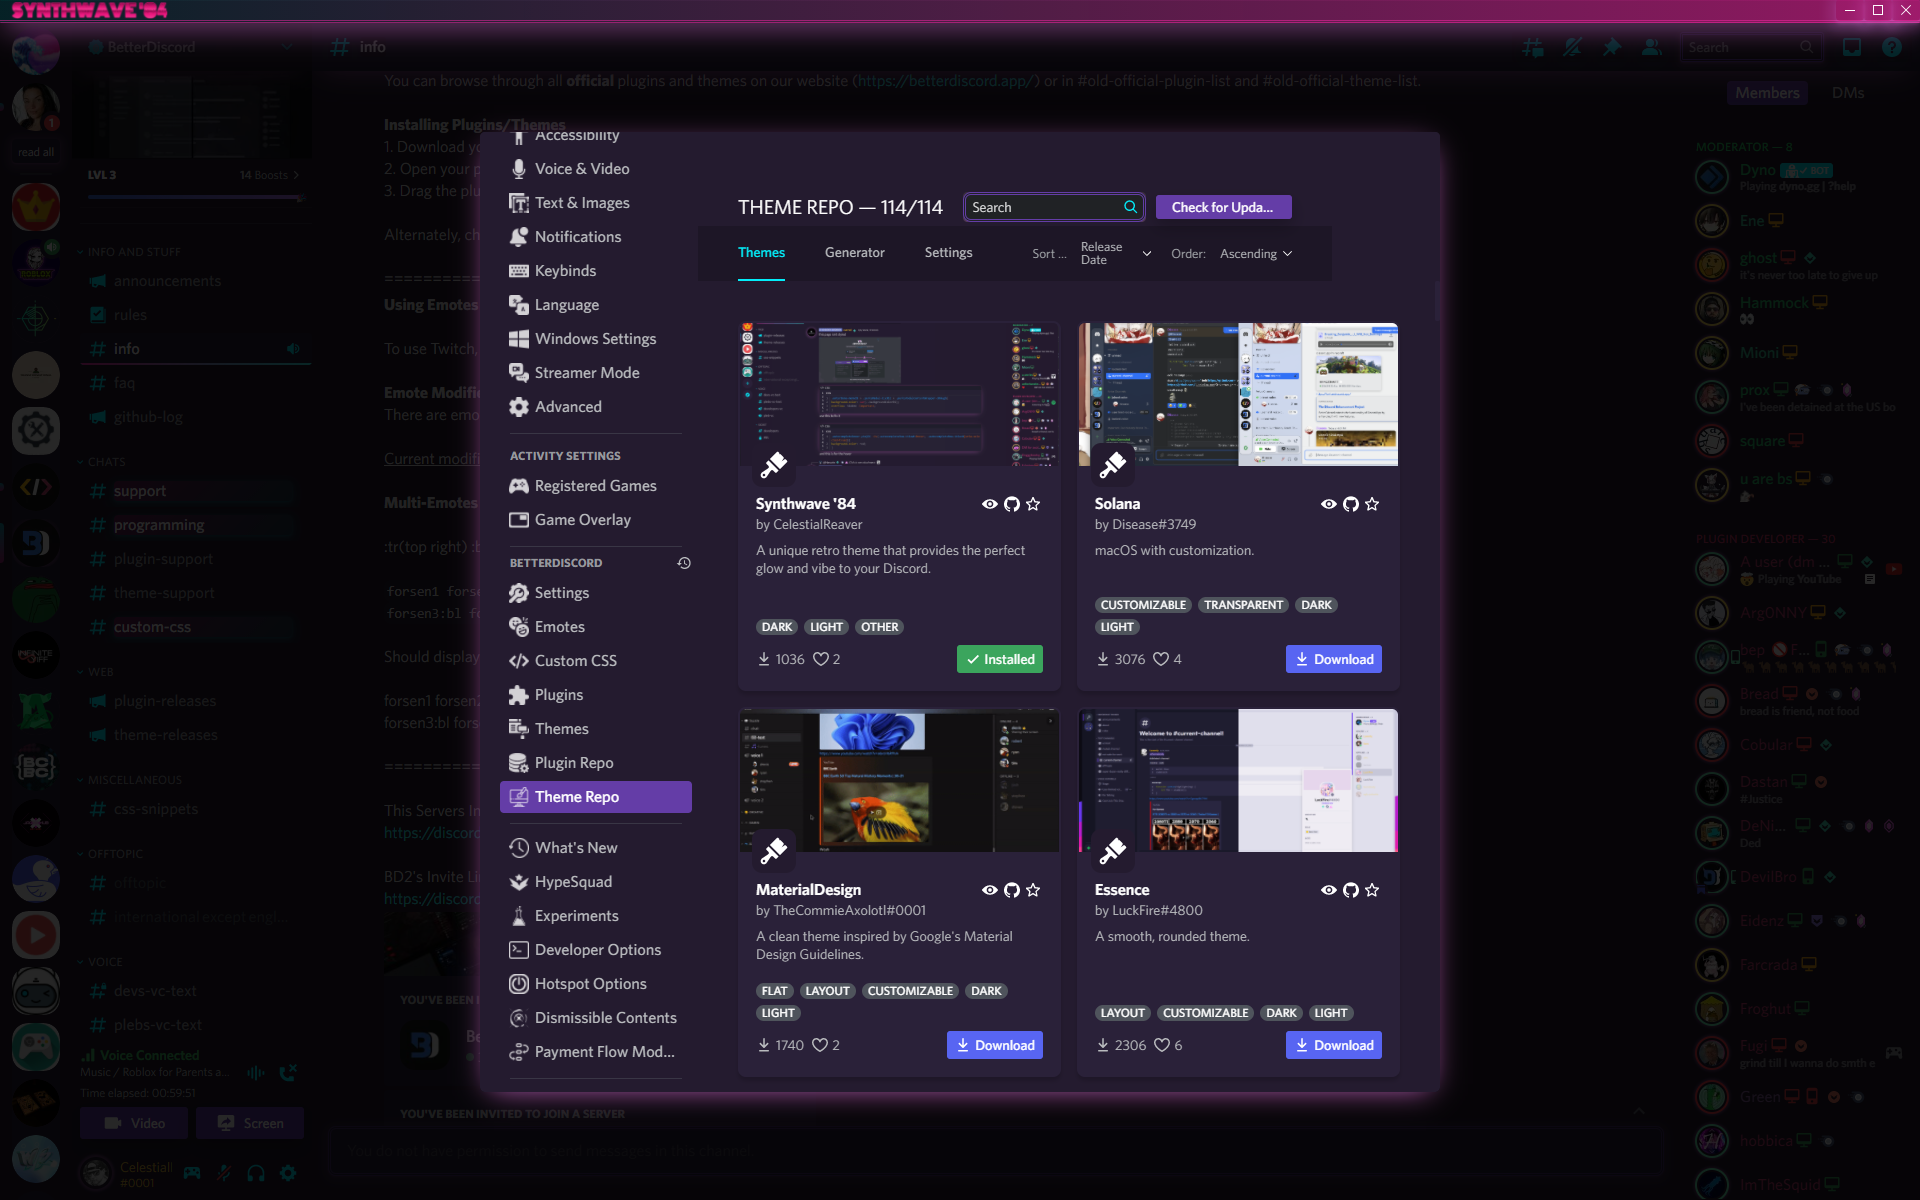 SYNTHWAVE '84
BetterDiscord
info
Search
You can browse through all official plugins and themes on our website (https://betterdiscord.app/) or in #old-official-plugin-list and #old-official-theme-list.
Members
DMs
Installing Plugins/Themes
1. Download
2. Open your
3. Drag the
Alternately,
read all
LVL 3
14 Boosts
INFO AND STUFF
announcements
rules
info
faq
github-log
CHATS
support
programming
plugin-support
theme-support
custom-css
WEB
plugin-releases
theme-releases
MISCELLANEOUS
css-snippets
OFFTOPIC
offtopic
international except engl...
VOICE
devs-vc-text
plebs-vc-text
Voice Connected
Music / Roblox for Parents a...
Time elapsed: 00:59:51
Video
Screen
Celestiall
#0001
Using Emotes
To use Twitch,
Emote Modifie
There are emo
Current modifi
Multi-Emotes
:tr(top right)
forsen1 forse
forsen3:bl fo
Should display
forsen1 forsen
forsen3:bl fors
This Servers In
https://discord
BD2's Invite Li
https://discord
YOU'VE BEEN
Be
YOU'VE BEEN INVITED TO JOIN A SERVER
Accessibility
Voice & Video
Text & Images
Notifications
Keybinds
Language
Windows Settings
Streamer Mode
Advanced
ACTIVITY SETTINGS
Registered Games
Game Overlay
BETTERDISCORD
Settings
Emotes
Custom CSS
Plugins
Themes
Plugin Repo
Theme Repo
What's New
HypeSquad
Experiments
Developer Options
Hotspot Options
Dismissible Contents
Payment Flow Mod...
THEME REPO — 114/114
Search
Check for Upda...
Themes
Generator
Settings
Sort ...
Release Date
Order:
Ascending
Synthwave '84
by CelestialReaver
A unique retro theme that provides the perfect
glow and vibe to your Discord.
DARK LIGHT OTHER
1036 2
Installed
Solana
by Disease#3749
macOS with customization.
CUSTOMIZABLE TRANSPARENT DARK
LIGHT
3076 4
Download
MaterialDesign
by TheCommieAxolotl#0001
A clean theme inspired by Google's Material
Design Guidelines.
FLAT LAYOUT CUSTOMIZABLE DARK
LIGHT
1740 2
Download
Welcome to #current-channel!
Essence
by LuckFire#4800
A smooth, rounded theme.
LAYOUT CUSTOMIZABLE DARK LIGHT
2306 6
Download
MODERATOR — 8
Dyno BOT
Playing dyno.gg | ?help
Ene
ghost
it's never too late to give up
Hammock
Mioni
prox
I've been detained at the US bo
square
u are bs
PLUGIN DEVELOPER — 30
A user (dm ...
Playing YouTube
Arg0NNY
bep F...
Bread
bread is friend, not food
Cobular
Dastan
#Justice
DeNi...
Ded
DevilBro
Eidenz
Farcrada
Froghut
Fugi
grind till I wanna do smth e
Green
hobbica
ImTheSquid